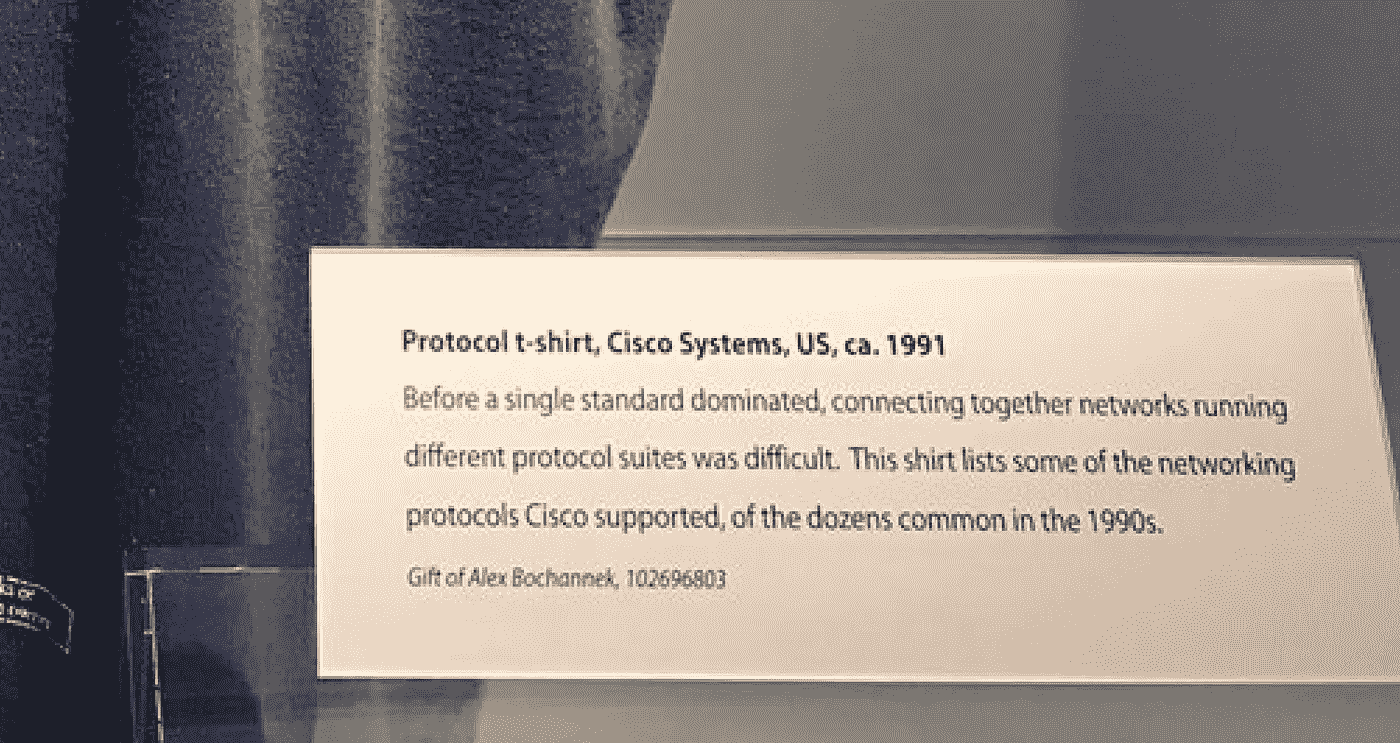 Protocol t-shirt, Cisco Systems, US, ca. 1991
Before a single standard dominated, connecting together networks running
different protocol suites was difficult. This shirt lists some of the networking
protocols Cisco supported, of the dozens common in the 1990s.
Gift of Alex Bochannek, 102696803